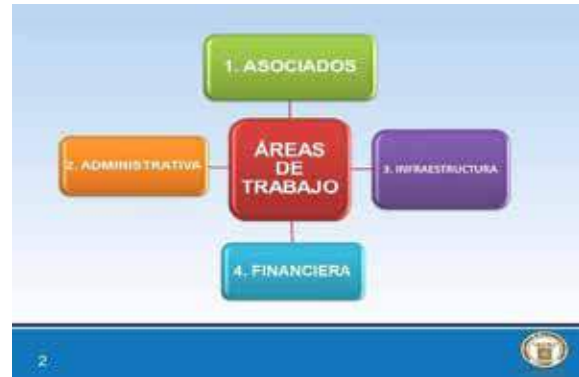 1. ASOCIADOS
2. ADMINISTRATIVA
ÁREAS
DE
TRABAJO
3. INFRAESTRUCTURA
4. FINANCIERA
2